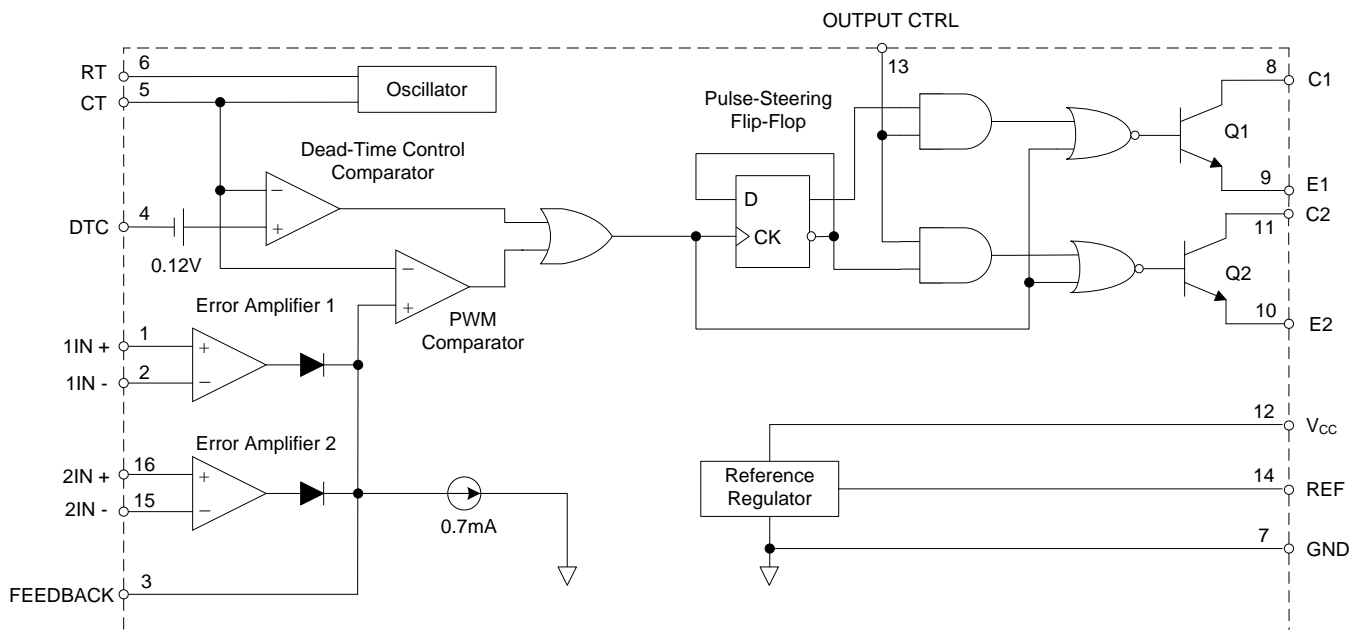 OUTPUT CTRL
13
RT
6
CT
5
Oscillator
8
C1
Pulse-Steering
Flip-Flop
Q1
Dead-Time Control
Comparator
9
E1
D
CK
C2
11
DTC
4
0.12V
−
+
−
+
Q2
10
E2
PWM
Comparator
Error Amplifier 1
1IN +
1
+
1IN -
2
−
12
VCC
Error Amplifier 2
2IN +
16
+
2IN -
15
−
0.7mA
Reference
Regulator
14
REF
7
GND
FEEDBACK
3